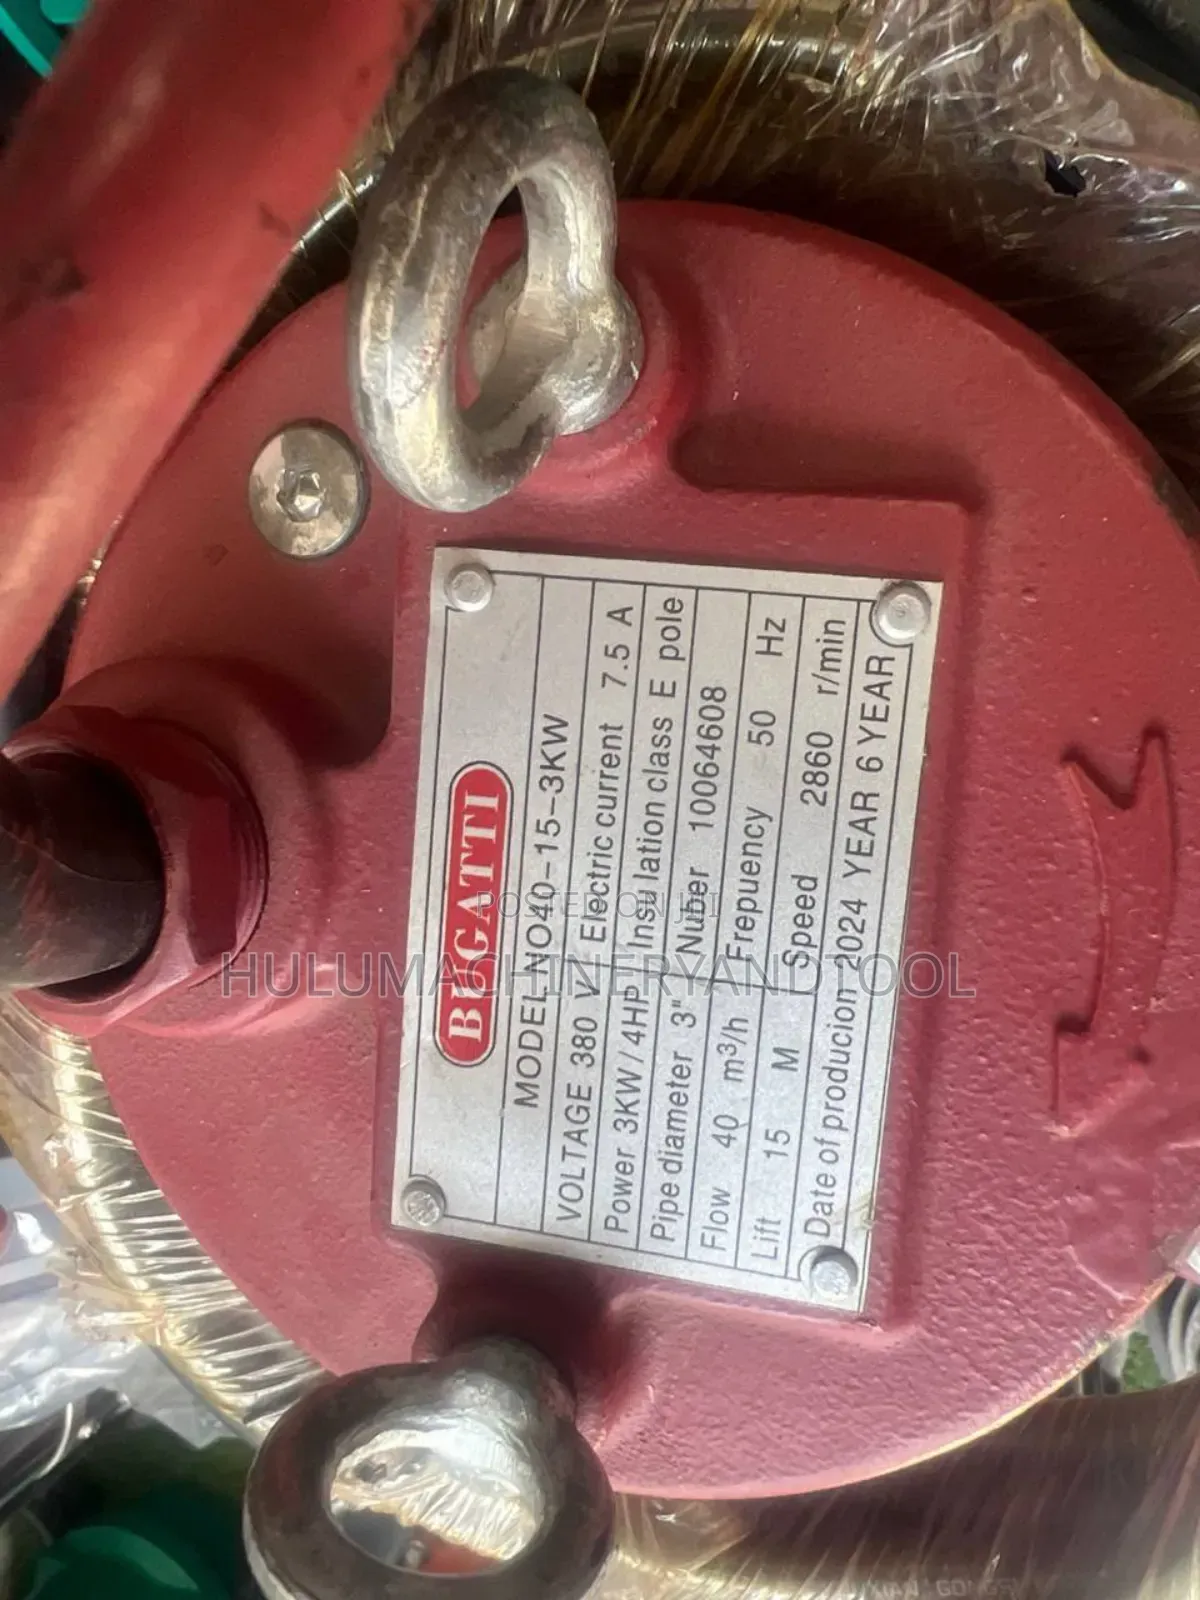 BUGATTI
MODEL NO40-15-3KW
VOLTAGE 380 V Electric current 7.5 A
Power 3KW/4HP Insu lation class E pole
Pipe diameter 3" Nuber 10064608
Flow 40 m³/h Frepuency 50 Hz
Lift 15 M Speed 2860 r/min
Date of producion 2024 YEAR 6 YEAR
POSTED ON JIJI
HULUMACHINERYANDTOOL